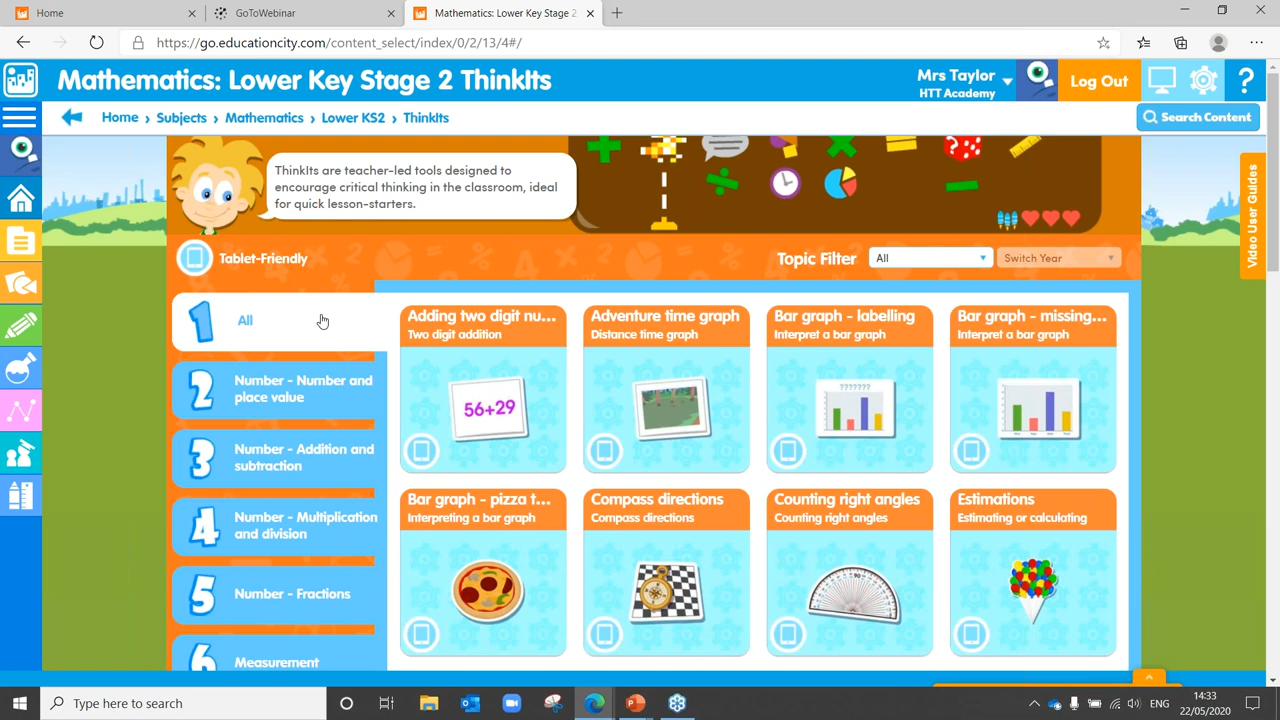 Home
GoToWebinar
Mathematics: Lower Key Stage 2
https://go.educationcity.com/content_select/index/0/2/13/4#/
Mathematics: Lower Key Stage 2 ThinkIts
Mrs Taylor
HTT Academy
Log Out
?
Home › Subjects › Mathematics › Lower KS2 › ThinkIts
Search Content
ThinkIts are teacher-led tools designed to
encourage critical thinking in the classroom, ideal
for quick lesson-starters.
Video User Guides
Tablet-Friendly
Topic Filter
All
Switch Year
1 All
2 Number - Number and
place value
3 Number - Addition and
subtraction
4 Number - Multiplication
and division
5 Number - Fractions
6 Measurement
Adding two digit nu...
Two digit addition
56+29
Adventure time graph
Distance time graph
Bar graph - labelling
Interpret a bar graph
???????
Bar graph - missing...
Interpret a bar graph
Bar graph - pizza t...
Interpreting a bar graph
Compass directions
Compass directions
Counting right angles
Counting right angles
Estimations
Estimating or calculating
Type here to search
ENG
14:33
22/05/2020